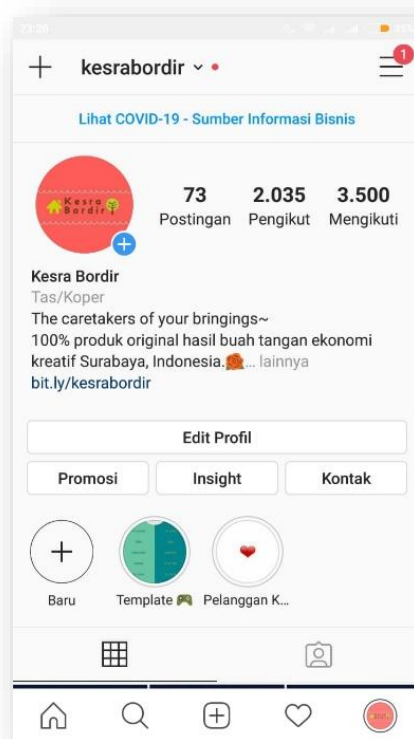 23:20
1
kesrabordir
Lihat COVID-19 - Sumber Informasi Bisnis
Kesra
Bordir
73 2.035 3.500
Postingan Pengikut Mengikuti
Kesra Bordir
Tas/Koper
The caretakers of your bringings~
100% produk original hasil buah tangan ekonomi
kreatif Surabaya, Indonesia.🌹... lainnya
bit.ly/kesrabordir
Edit Profil
Promosi Insight Kontak
Baru Template 🎮 Pelanggan K...